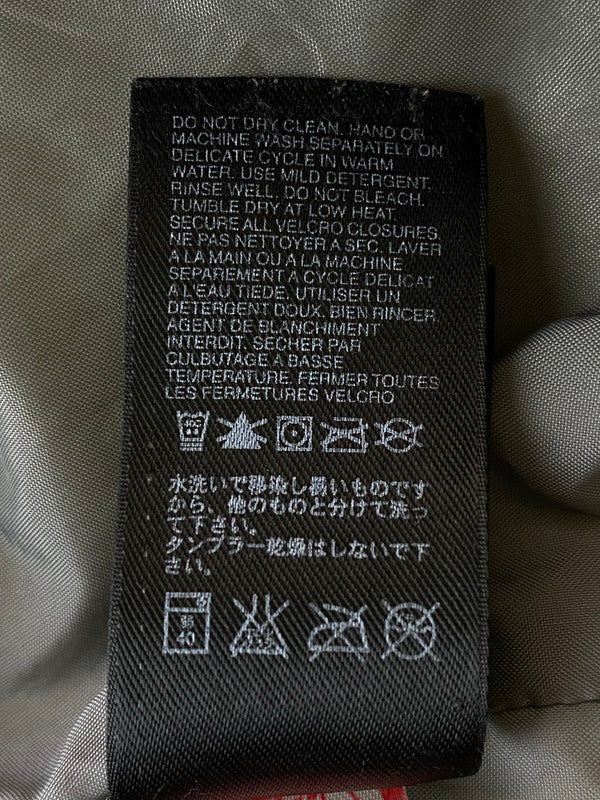 DO NOT DRY CLEAN. HAND OR
MACHINE WASH SEPARATELY ON
DELICATE CYCLE IN WARM
WATER. USE MILD DETERGENT.
RINSE WELL. DO NOT BLEACH.
TUMBLE DRY AT LOW HEAT.
SECURE ALL VELCRO CLOSURES.
NE PAS NETTOYER A SEC. LAVER
A LA MAIN OU A LA MACHINE
SEPAREMENT A CYCLE DELICAT
A L'EAU TIEDE. UTILISER UN
DETERGENT DOUX. BIEN RINCER.
AGENT DE BLANCHIMENT
INTERDIT. SECHER PAR
CULBUTAGE A BASSE
TEMPERATURE. FERMER TOUTES
LES FERMETURES VELCRO
水洗いで移染し易いものです
から、他のものと分けて洗っ
て下さい。
タンブラー乾燥はしないで下
さい。
弱
40